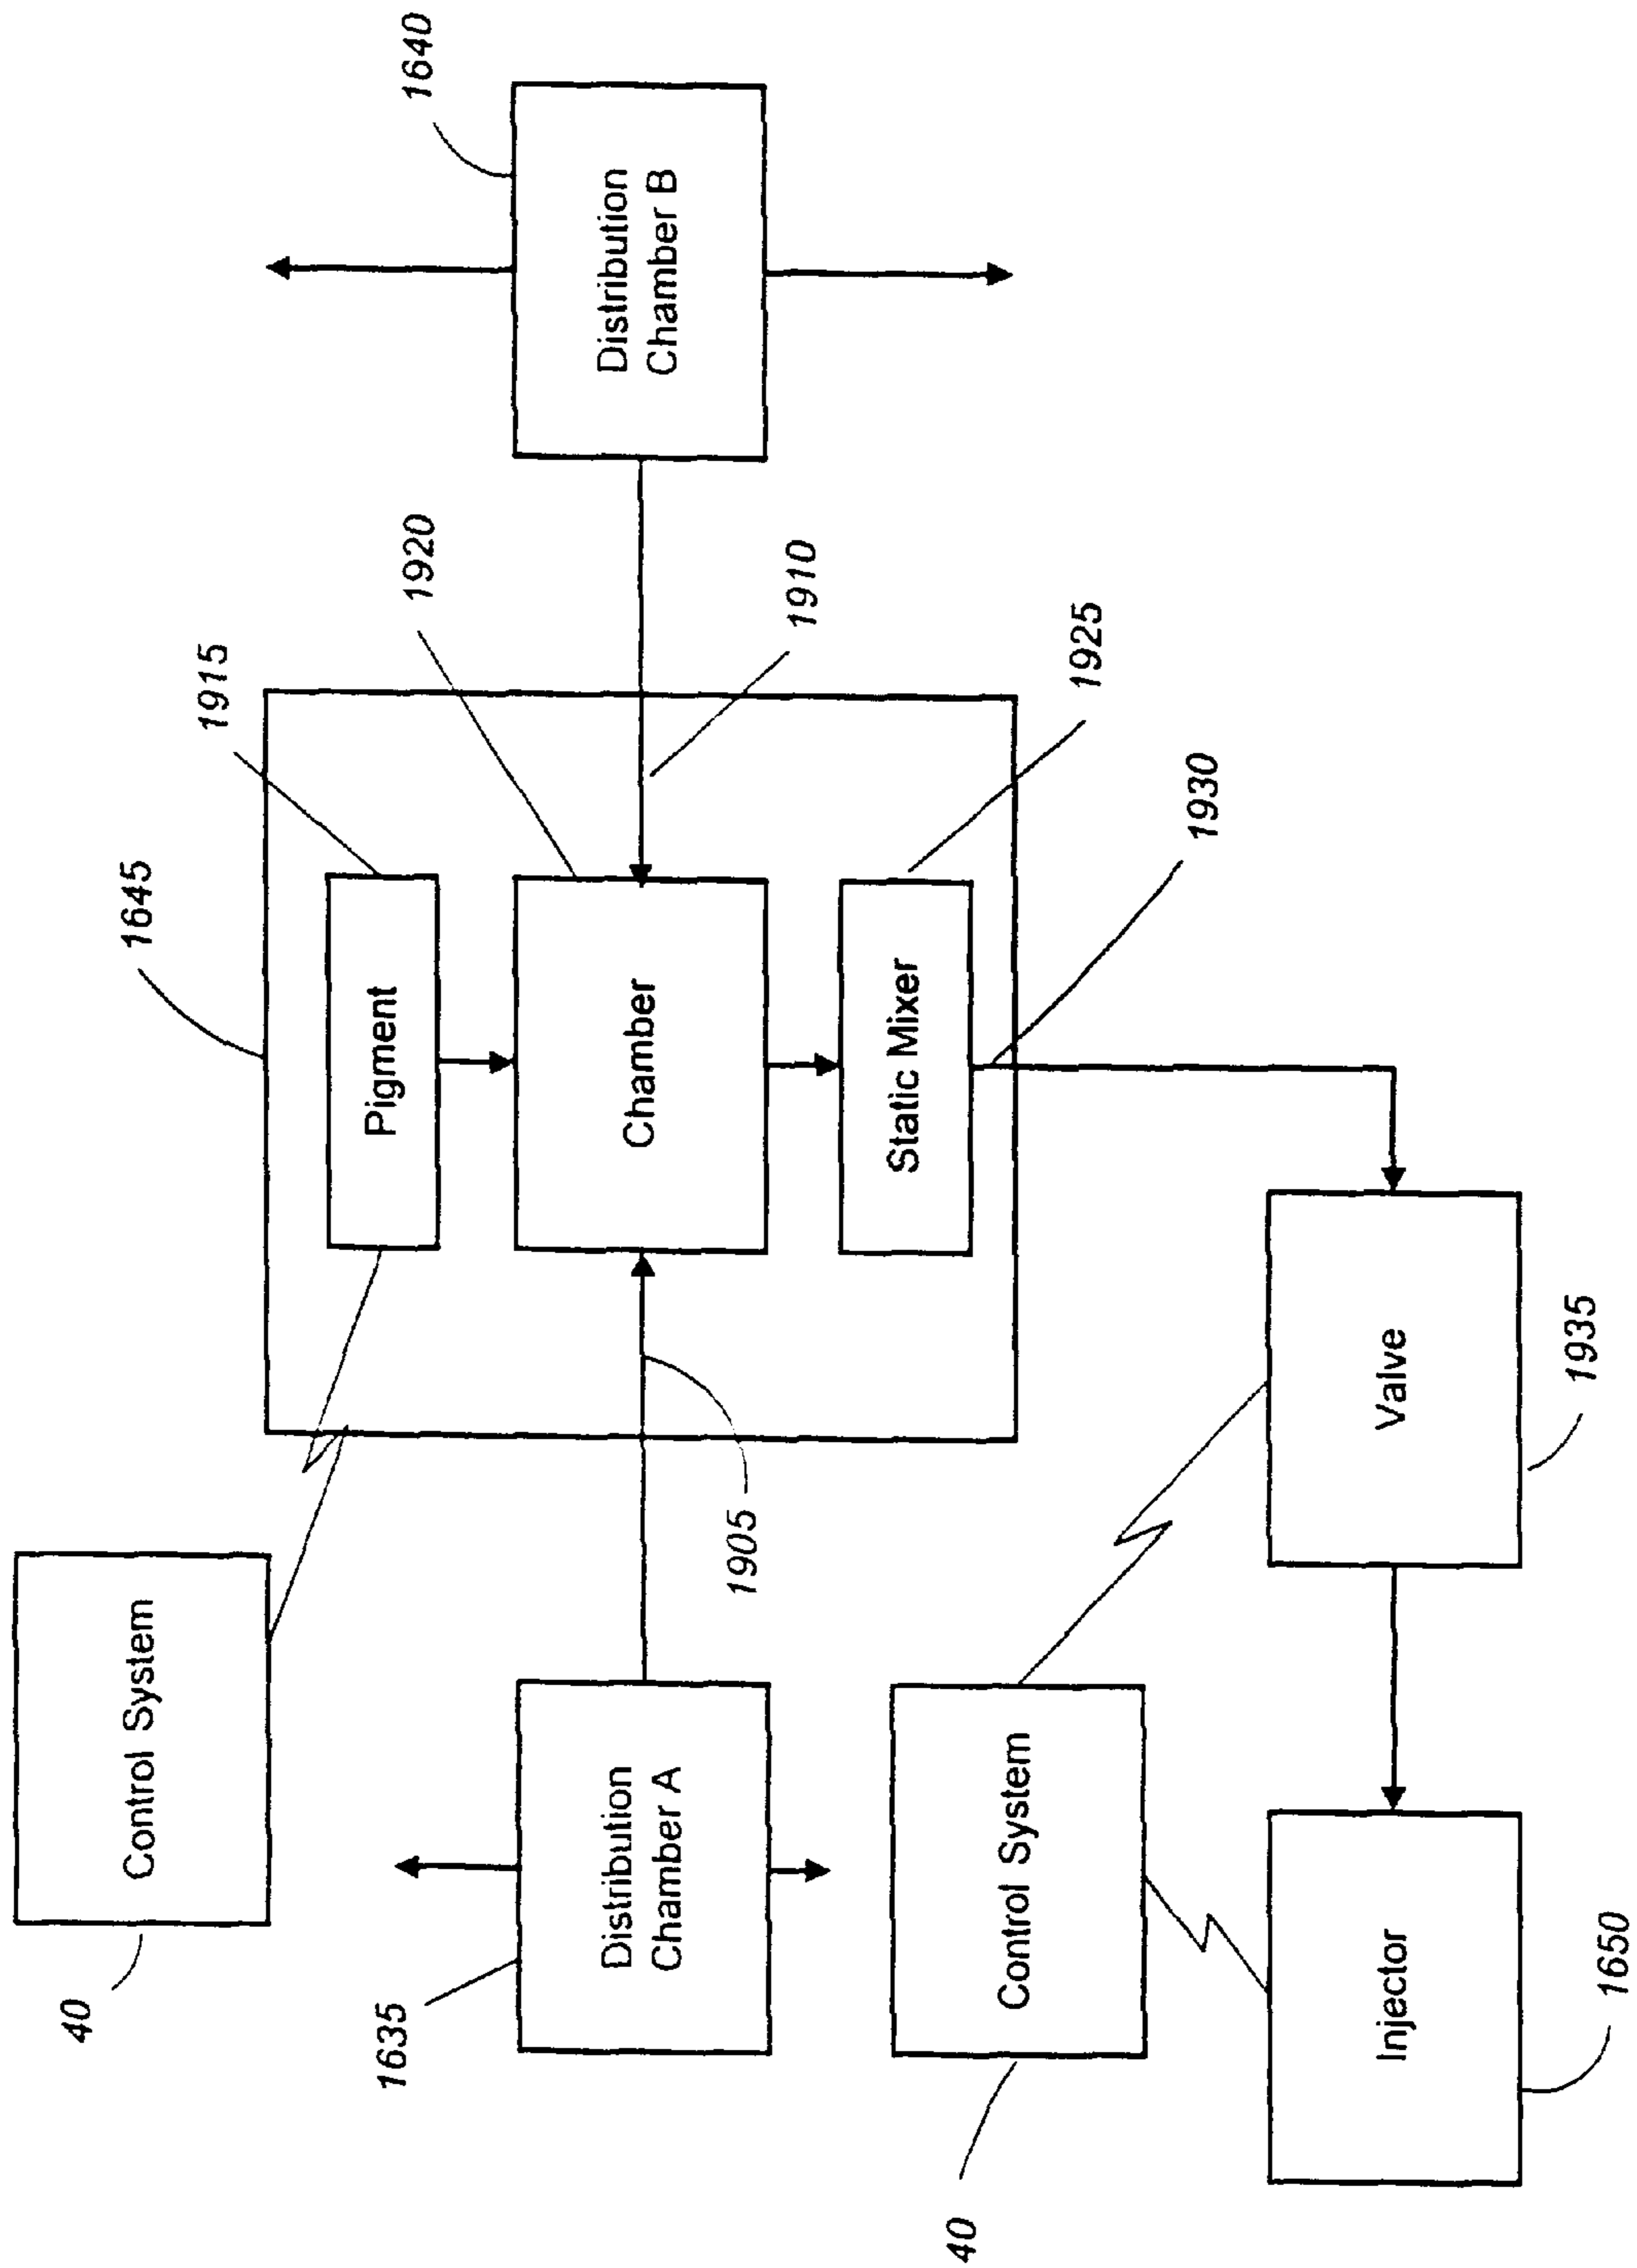 40
Control System
1645
1915
Pigment
1920
1640
1635
Distribution
Chamber A
1905
Chamber
1910
Distribution
Chamber B
40
Control System
Static Mixer
1925
1930
Injector
1650
Valve
1935